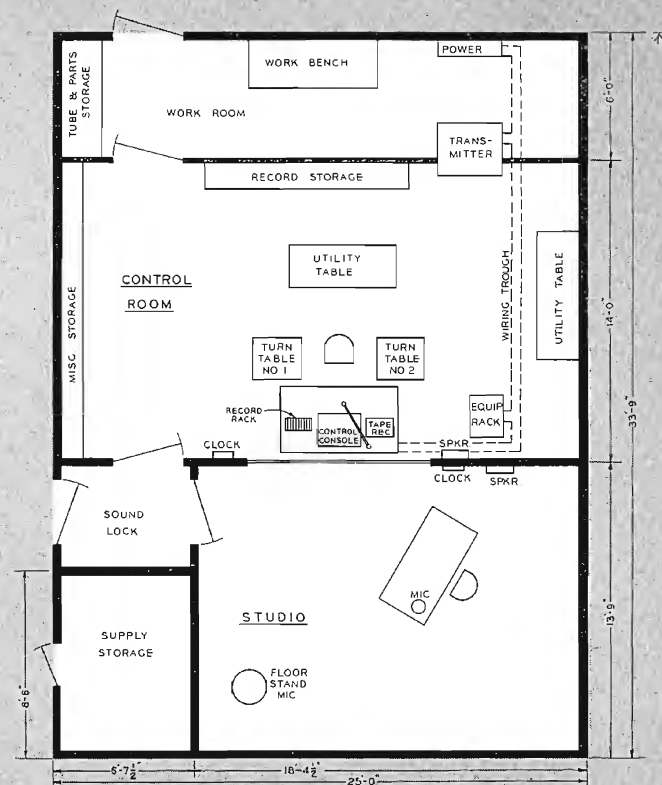 POWER
WORK BENCH
TUBE & PARTS
STORAGE
WORK ROOM
TRANS-
MITTER
6'-0"
RECORD STORAGE
UTILITY
TABLE
CONTROL
ROOM
MISC STORAGE
WIRING TROUGH
UTILITY TABLE
14'-0"
33'-9"
TURN
TABLE
NO 1
TURN
TABLE
NO 2
RECORD
RACK
CONTROL
CONSOLE
TAPE
REC
EQUIP
RACK
CLOCK
SPKR
CLOCK
SPKR
SOUND
LOCK
MIC
STUDIO
SUPPLY
STORAGE
FLOOR
STAND
MIC
8'-6"
13'-9"
6'-7½"
18'-4½"
25'-0"